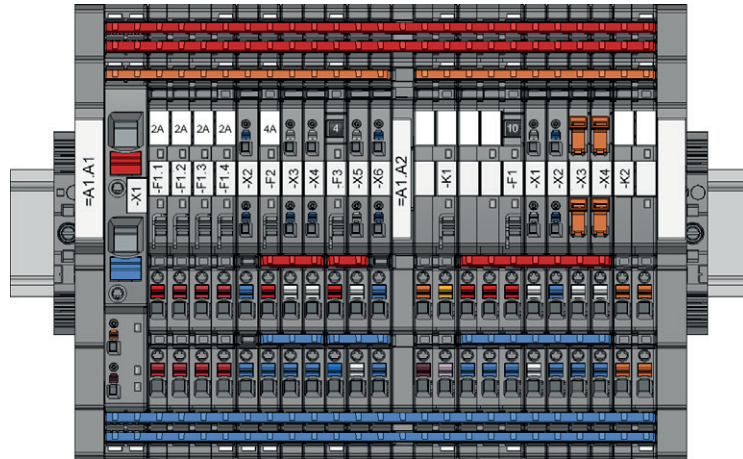 =A1.A1
-X1
2A
2A
2A
2A
4A
4
-F1.1
-F1.2
-F1.3
-F1.4
-X2
-F2
-X3
-X4
-F3
-X5
-X6
=A1.A2
10
-K1
-F1
-X1
-X2
-X3
-X4
-K2